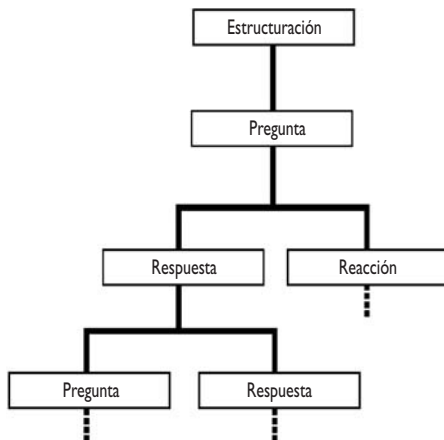 Estructuración
Pregunta
Respuesta
Reacción
Pregunta
Respuesta